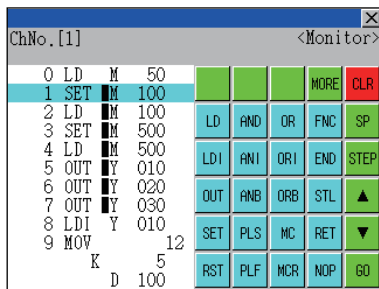 ChNo.[1] <Monitor>
0 LD M 50
1 SET M 100
2 LD M 100
3 SET M 500
4 LD M 500
5 OUT Y 010
6 OUT Y 020
7 OUT Y 030
8 LDI Y 010
9 MOV 12
K 5
D 100
MORE CLR
LD AND OR FNC SP
LDI ANI ORI END STEP
OUT ANB ORB STL ▲
SET PLS MC RET ▼
RST PLF MCR NOP GO